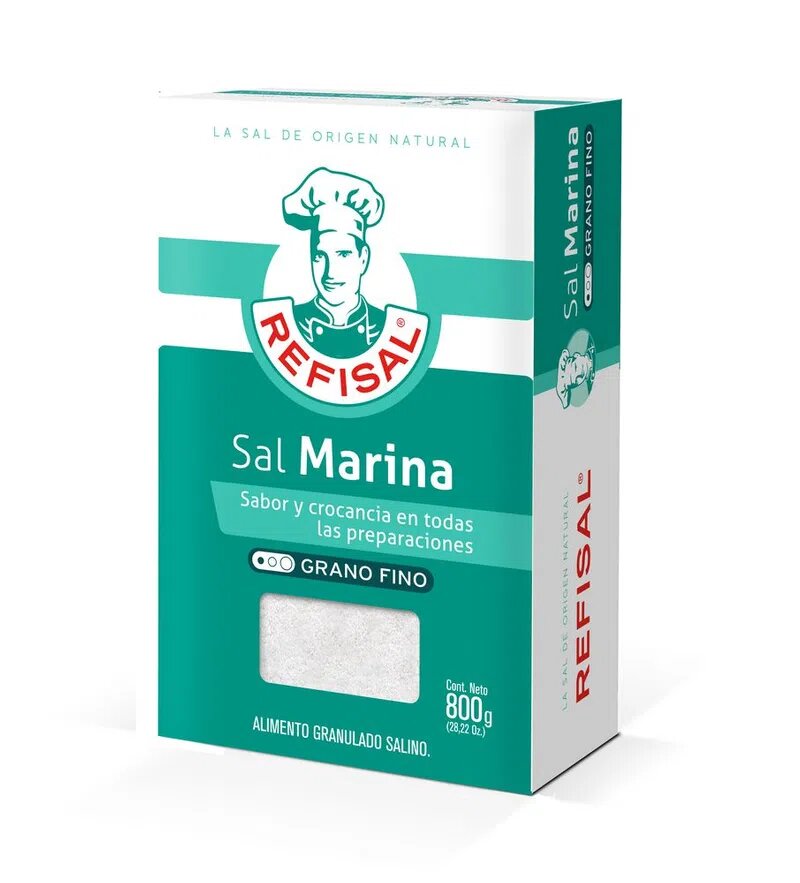 LA SAL DE ORIGEN NATURAL
REFISAL®
Sal Marina
Sabor y crocancia en todas
las preparaciones
GRANO FINO
Cont. Neto
800g
(28,22 Oz.)
ALIMENTO GRANULADO SALINO.
Sal Marina
GRANO FINO
LA SAL DE ORIGEN NATURAL
REFISAL®